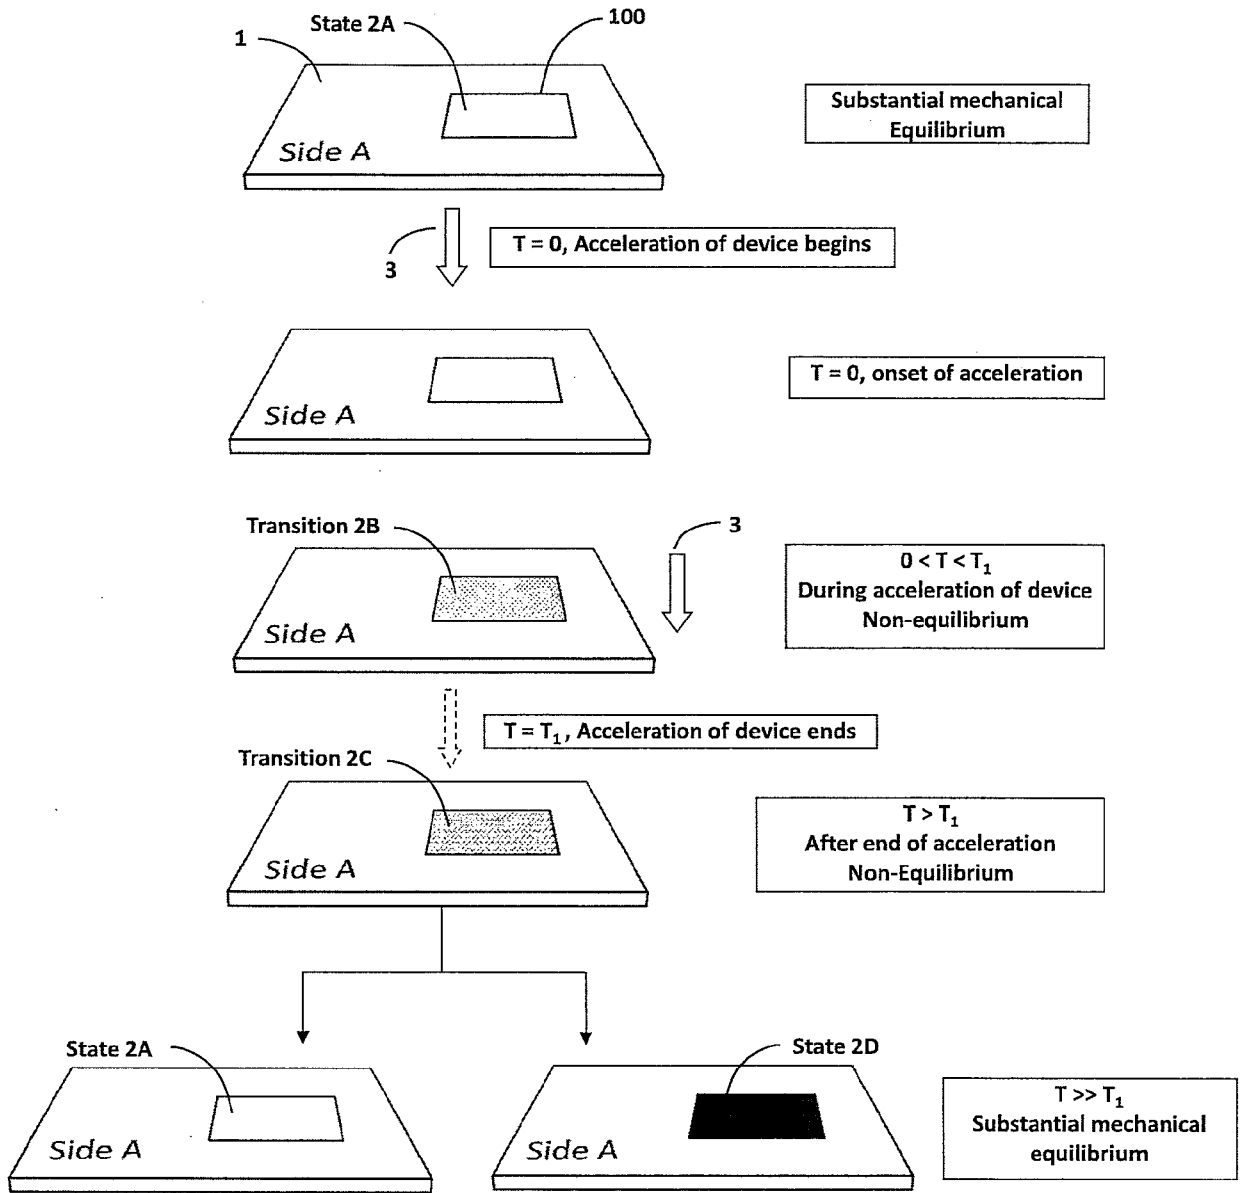 State 2A
100
1
Substantial mechanical
Equilibrium
Side A
3
T = 0, Acceleration of device begins
T = 0, onset of acceleration
Side A
Transition 2B
3
0 < T < T₁
During acceleration of device
Non-equilibrium
Side A
T = T₁, Acceleration of device ends
Transition 2C
T > T₁
After end of acceleration
Non-Equilibrium
Side A
State 2A
State 2D
T >> T₁
Substantial mechanical
equilibrium
Side A
Side A